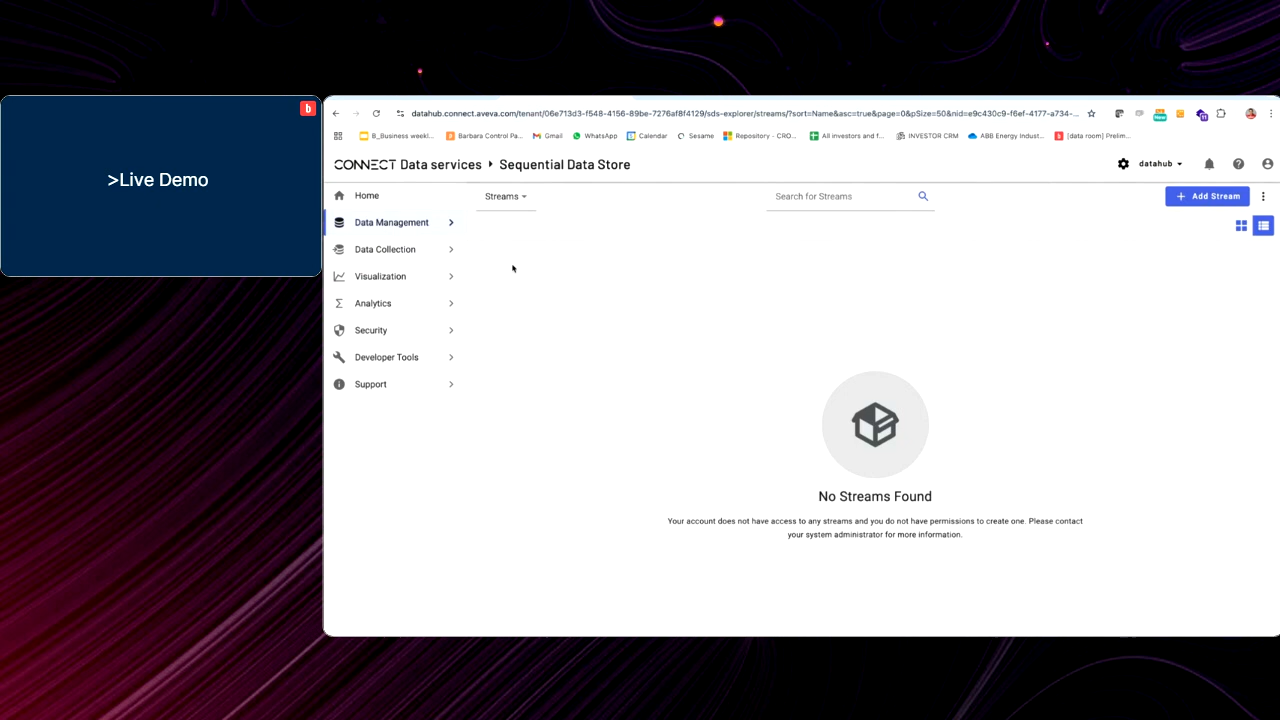 b
>Live Demo
datahub.connect.aveva.com/tenant/06e713d3-f548-4156-89be-7276af8f4129/sds-explorer/streams/?sort=Name&asc=true&page=0&pSize=50&nid=e9c430c9-f6ef-4177-a734-...
B_Business weekl... Barbara Control Pa... Gmail WhatsApp Calendar Sesame Repository - CRO... All investors and f... INVESTOR CRM ABB Energy Indust... [data room] Prelim...
CONNECT Data services Sequential Data Store
datahub
Home
Data Management
Data Collection
Visualization
Analytics
Security
Developer Tools
Support
Streams
Search for Streams
+ Add Stream
No Streams Found
Your account does not have access to any streams and you do not have permissions to create one. Please contact
your system administrator for more information.